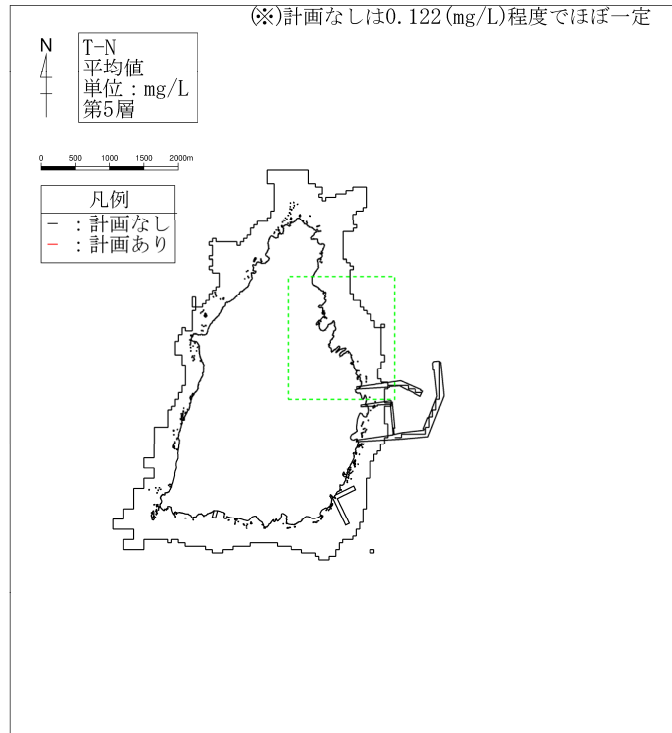 (※)計画なしは0.122(mg/L)程度でほぼ一定
N
T-N
平均値
単位：mg/L
第5層
0 500 1000 1500 2000m
凡例
− ：計画なし
− ：計画あり